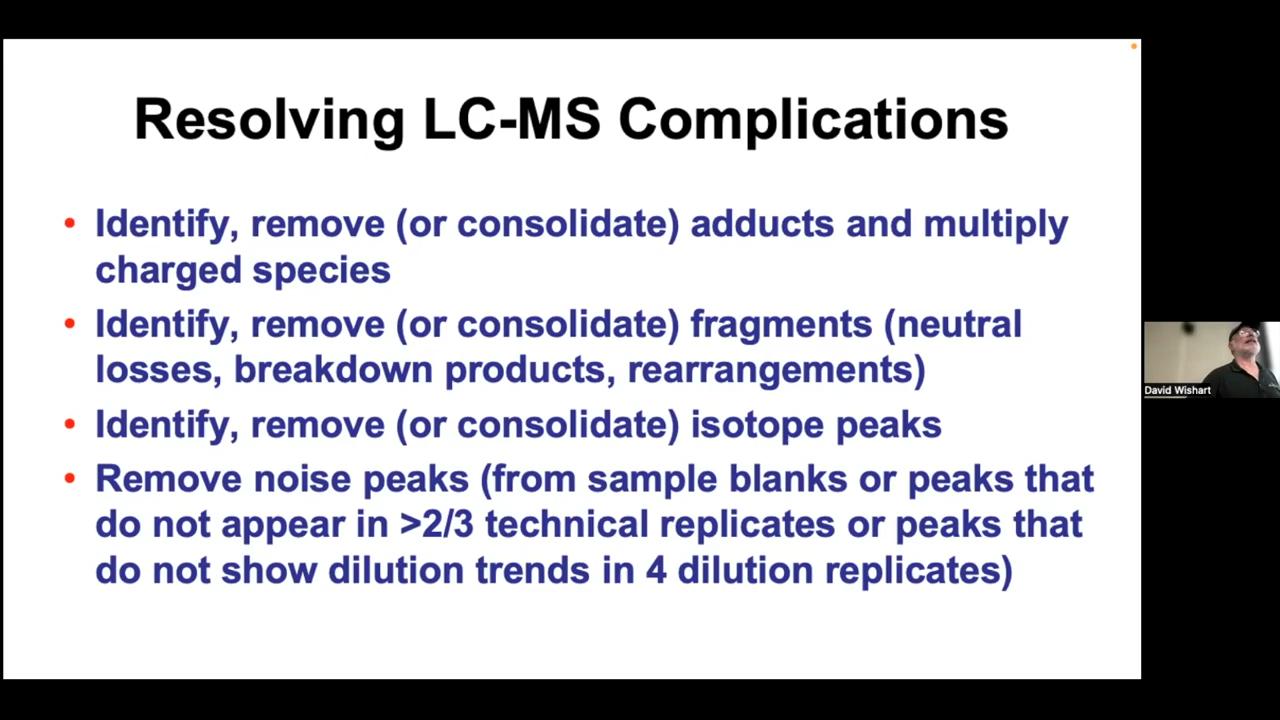 Resolving LC-MS Complications
• Identify, remove (or consolidate) adducts and multiply
charged species
• Identify, remove (or consolidate) fragments (neutral
losses, breakdown products, rearrangements)
• Identify, remove (or consolidate) isotope peaks
• Remove noise peaks (from sample blanks or peaks that
do not appear in >2/3 technical replicates or peaks that
do not show dilution trends in 4 dilution replicates)
David Wishart